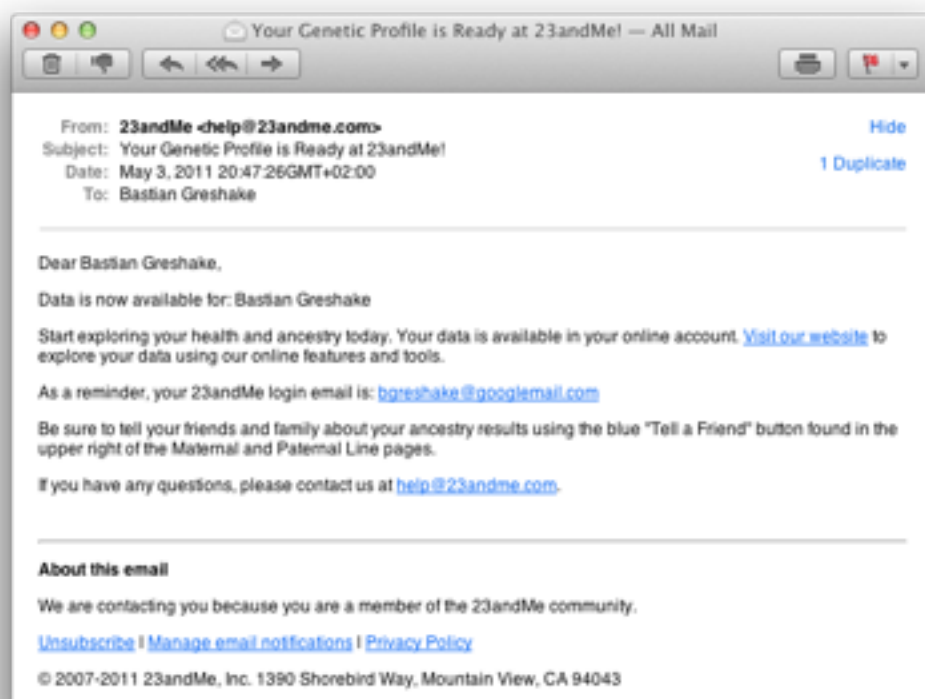 Your Genetic Profile is Ready at 23andMe! — All Mail
From: 23andMe <help@23andme.com>
Hide
Subject: Your Genetic Profile is Ready at 23andMe!
Date: May 3, 2011 20:47:26GMT+02:00
1 Duplicate
To: Bastian Greshake
Dear Bastian Greshake,
Data is now available for: Bastian Greshake
Start exploring your health and ancestry today. Your data is available in your online account. Visit our website to
explore your data using our online features and tools.
As a reminder, your 23andMe login email is: bgreshake@googlemail.com
Be sure to tell your friends and family about your ancestry results using the blue "Tell a Friend" button found in the
upper right of the Maternal and Paternal Line pages.
If you have any questions, please contact us at help@23andme.com.
About this email
We are contacting you because you are a member of the 23andMe community.
Unsubscribe | Manage email notifications | Privacy Policy
© 2007-2011 23andMe, Inc. 1390 Shorebird Way, Mountain View, CA 94043